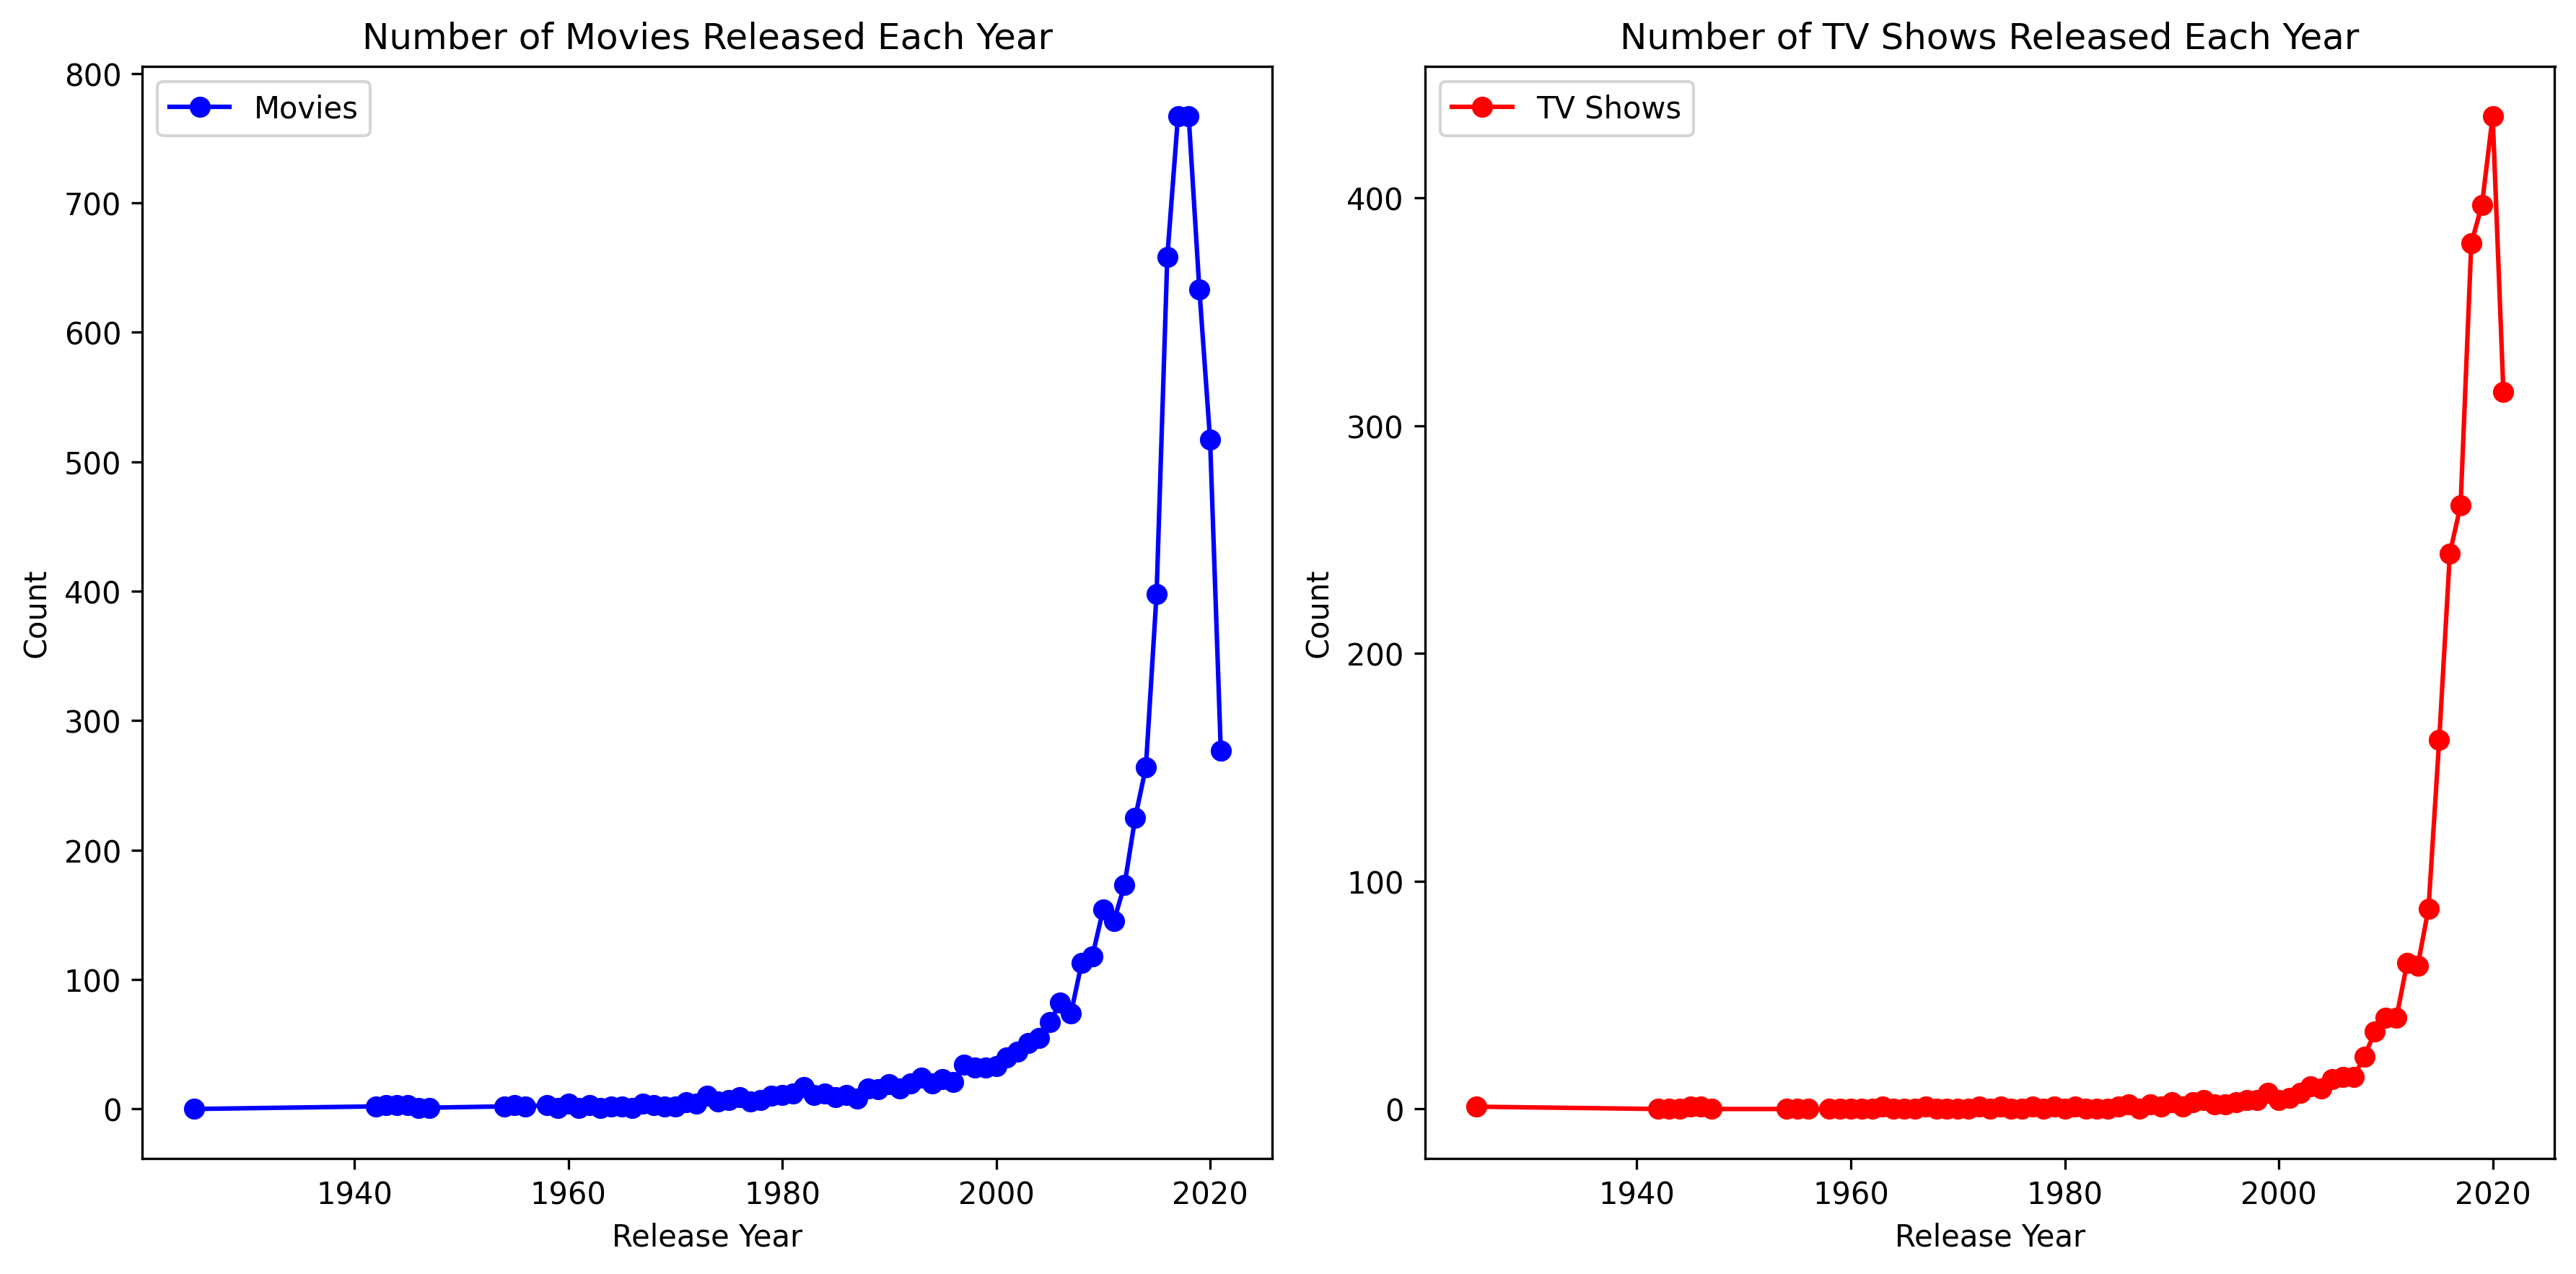 Number of Movies Released Each Year
Movies
800
700
600
500
400
300
200
100
0
Count
1940 1960 1980 2000 2020
Release Year
Number of TV Shows Released Each Year
TV Shows
400
300
200
100
0
Count
1940 1960 1980 2000 2020
Release Year